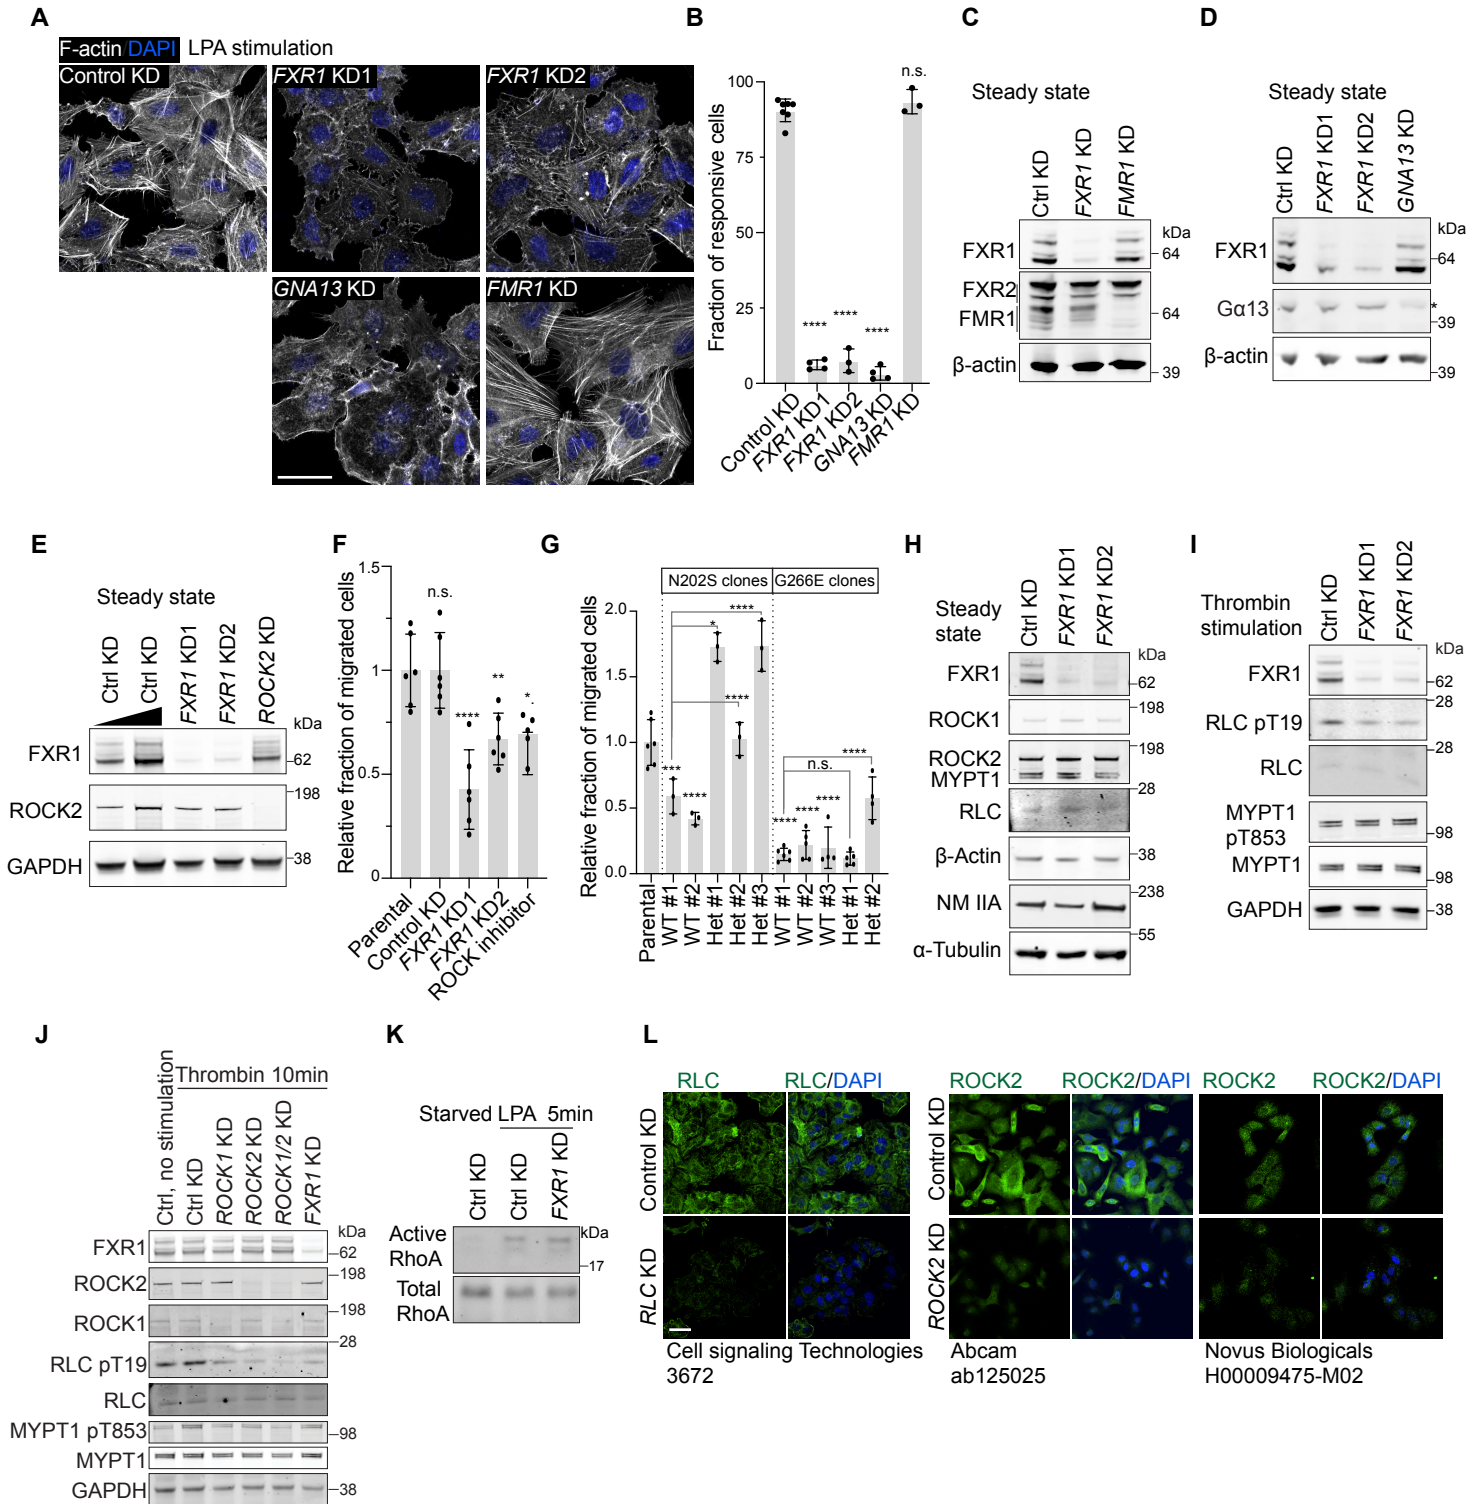 A
F-actin/DAPI LPA stimulation
Control KD
FXR1 KD1
FXR1 KD2
GNA13 KD
FMR1 KD
B
Fraction of responsive cells
100
75
50
25
0
n.s.
****
****
****
Control KD
FXR1 KD1
FXR1 KD2
GNA13 KD
FMR1 KD
C
Steady state
Ctrl KD
FXR1 KD
FMR1 KD
kDa
FXR1
64
FXR2
FMR1
64
β-actin
39
D
Steady state
Ctrl KD
FXR1 KD1
FXR1 KD2
GNA13 KD
kDa
FXR1
64
Gα13
*
39
β-actin
39
E
Steady state
Ctrl KD
Ctrl KD
FXR1 KD1
FXR1 KD2
ROCK2 KD
kDa
FXR1
62
198
ROCK2
GAPDH
38
F
Relative fraction of migrated cells
1.5
1
0.5
0
n.s.
****
**
*
Parental
Control KD
FXR1 KD1
FXR1 KD2
ROCK inhibitor
G
N202S clones
G266E clones
Relative fraction of migrated cells
2.0
1.5
1.0
0.5
0.0
****
*
****
***
****
****
n.s.
****
****
****
Parental
WT #1
WT #2
Het #1
Het #2
Het #3
WT #1
WT #2
WT #3
Het #1
Het #2
H
Steady
state
Ctrl KD
FXR1 KD1
FXR1 KD2
kDa
FXR1
62
198
ROCK1
ROCK2
198
MYPT1
28
RLC
β-Actin
38
238
NM IIA
55
α-Tubulin
I
Thrombin
stimulation
Ctrl KD
FXR1 KD1
FXR1 KD2
kDa
FXR1
62
28
RLC pT19
28
RLC
MYPT1
pT853
98
MYPT1
98
GAPDH
38
J
Thrombin 10min
Ctrl, no stimulation
Ctrl KD
ROCK1 KD
ROCK2 KD
ROCK1/2 KD
FXR1 KD
kDa
FXR1
62
198
ROCK2
198
ROCK1
28
RLC pT19
RLC
MYPT1 pT853
98
MYPT1
GAPDH
38
K
Starved LPA 5min
Ctrl KD
Ctrl KD
FXR1 KD
kDa
Active
RhoA
17
Total
RhoA
L
RLC
RLC/DAPI
ROCK2
ROCK2/DAPI
ROCK2
ROCK2/DAPI
Control KD
RLC KD
Control KD
ROCK2 KD
Cell signaling Technologies
3672
Abcam
ab125025
Novus Biologicals
H00009475-M02